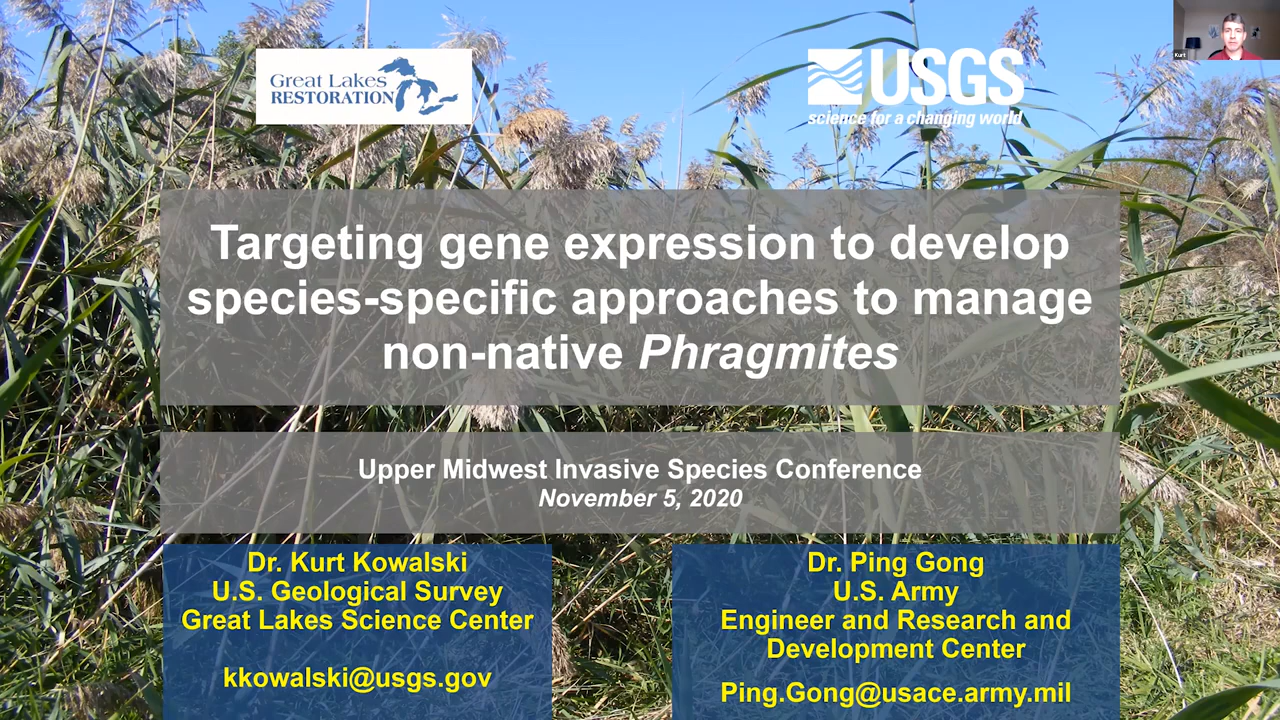 Great Lakes
RESTORATION
USGS
science for a changing world
Kurt
Targeting gene expression to develop
species-specific approaches to manage
non-native Phragmites
Upper Midwest Invasive Species Conference
November 5, 2020
Dr. Kurt Kowalski
U.S. Geological Survey
Great Lakes Science Center
kkowalski@usgs.gov
Dr. Ping Gong
U.S. Army
Engineer and Research and
Development Center
Ping.Gong@usace.army.mil